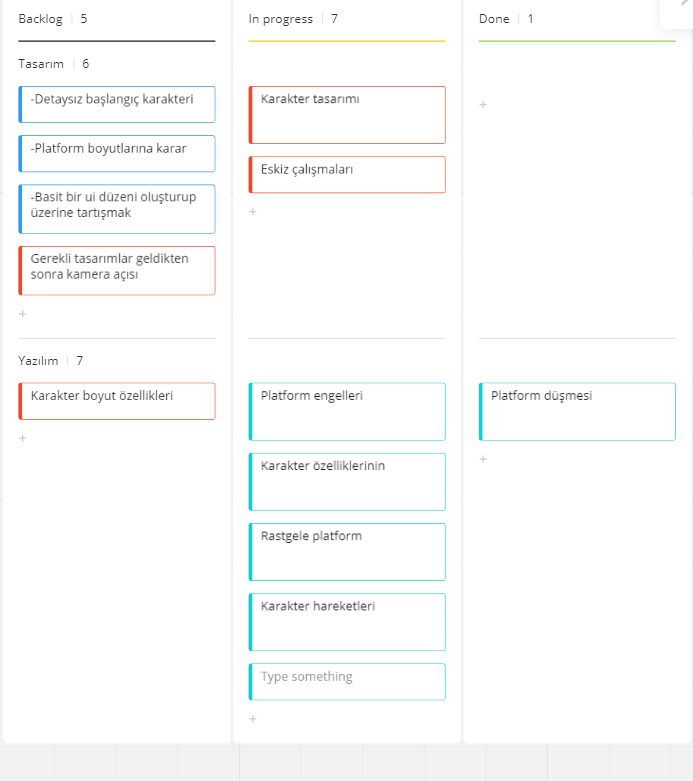 Backlog | 5
In progress | 7
Done | 1
Tasarım | 6
-Detaysız başlangıç karakteri
-Platform boyutlarına karar
-Basit bir ui düzeni oluşturup
üzerine tartışmak
Gerekli tasarımlar geldikten
sonra kamera açısı
+
Karakter tasarımı
Eskiz çalışmaları
+
+
Yazılım | 7
Karakter boyut özellikleri
+
Platform engelleri
Karakter özelliklerinin
Rastgele platform
Karakter hareketleri
Type something
+
Platform düşmesi
+